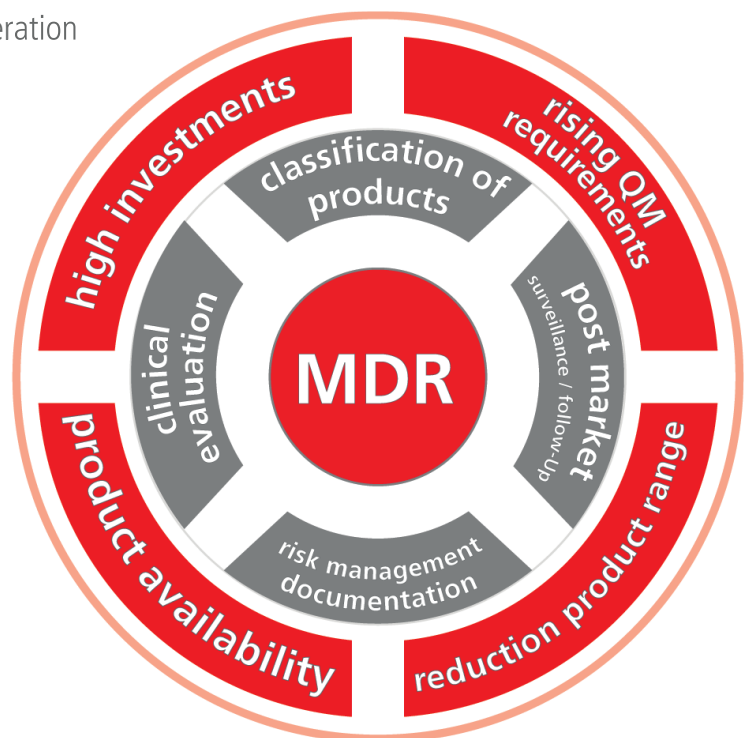 eration
high investments
rising QM
requirements
classification of
products
clinical
evaluation
MDR
post market
surveillance / follow-Up
risk management
documentation
product availability
reduction product range